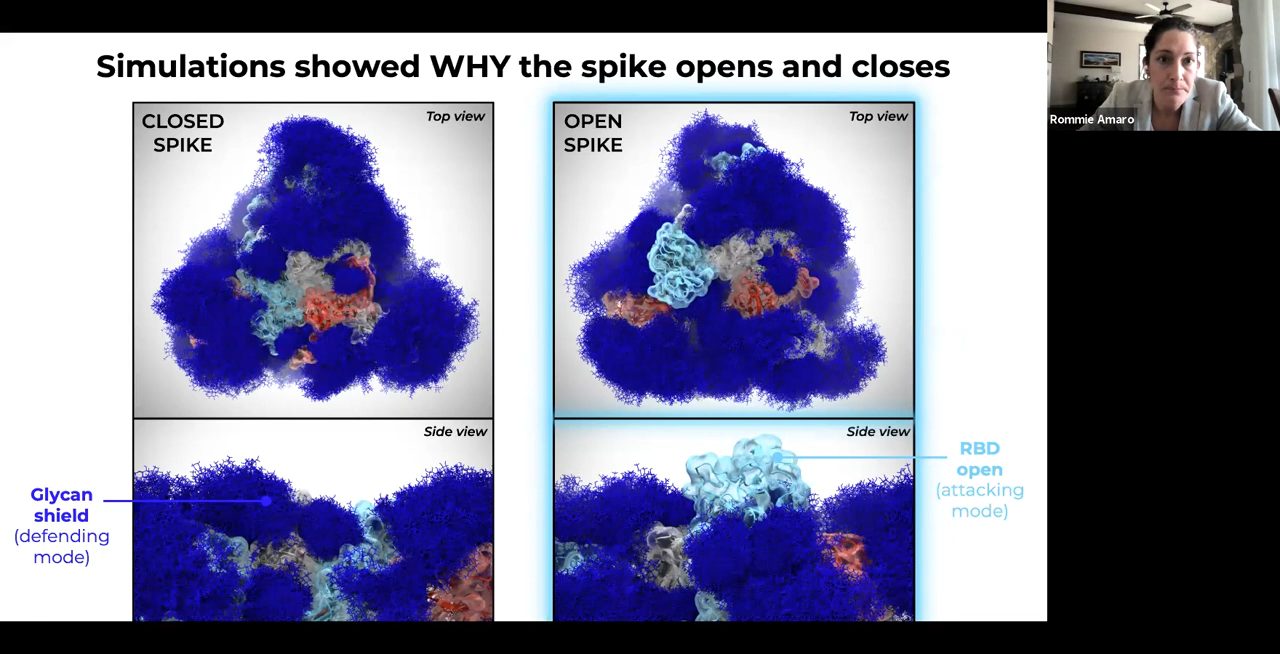 Simulations showed WHY the spike opens and closes
CLOSED
SPIKE
Top view
OPEN
SPIKE
Top view
Rommie Amaro
Side view
Side view
Glycan
shield
(defending
mode)
RBD
open
(attacking
mode)